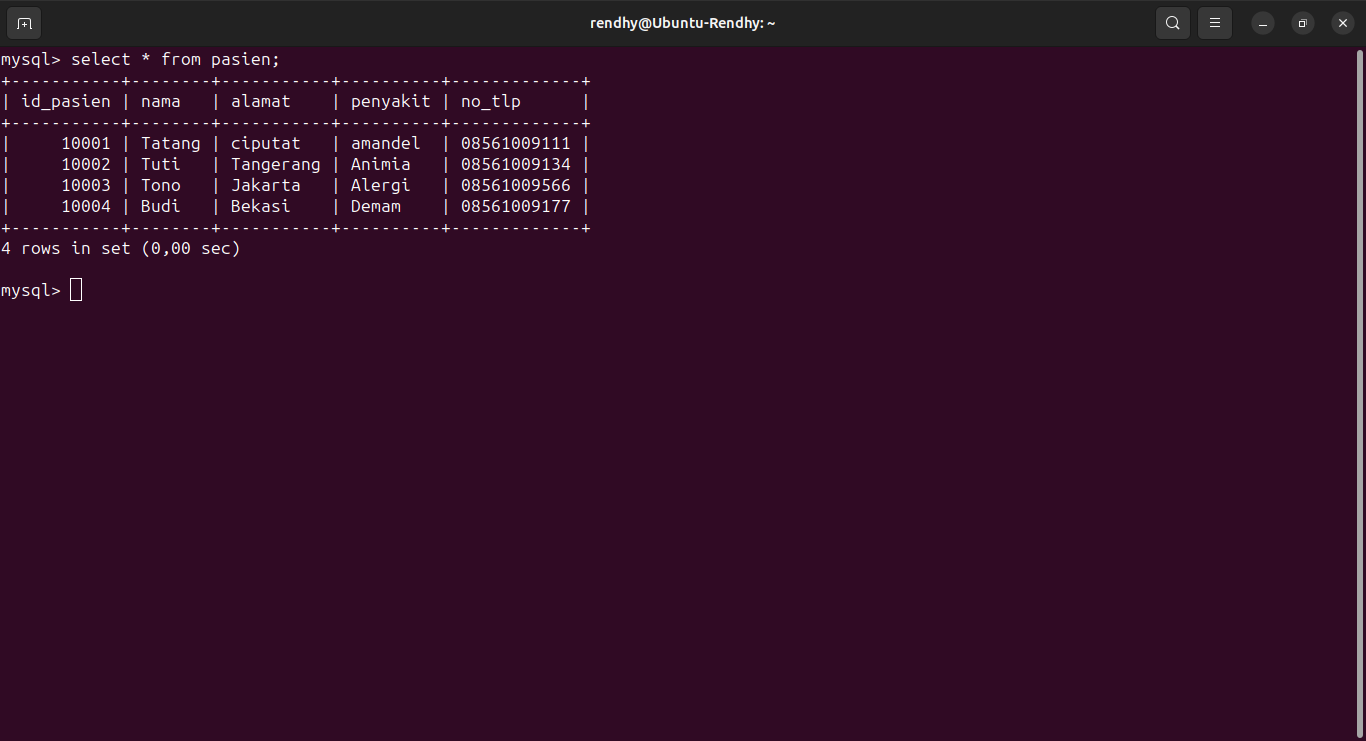 rendhy@Ubuntu-Rendhy: ~
mysql> select * from pasien;
+-----------+--------+-----------+----------+-------------+
| id_pasien | nama   | alamat    | penyakit | no_tlp      |
+-----------+--------+-----------+----------+-------------+
|     10001 | Tatang | ciputat   | amandel  | 08561009111 |
|     10002 | Tuti   | Tangerang | Animia   | 08561009134 |
|     10003 | Tono   | Jakarta   | Alergi   | 08561009566 |
|     10004 | Budi   | Bekasi    | Demam    | 08561009177 |
+-----------+--------+-----------+----------+-------------+
4 rows in set (0,00 sec)
mysql>